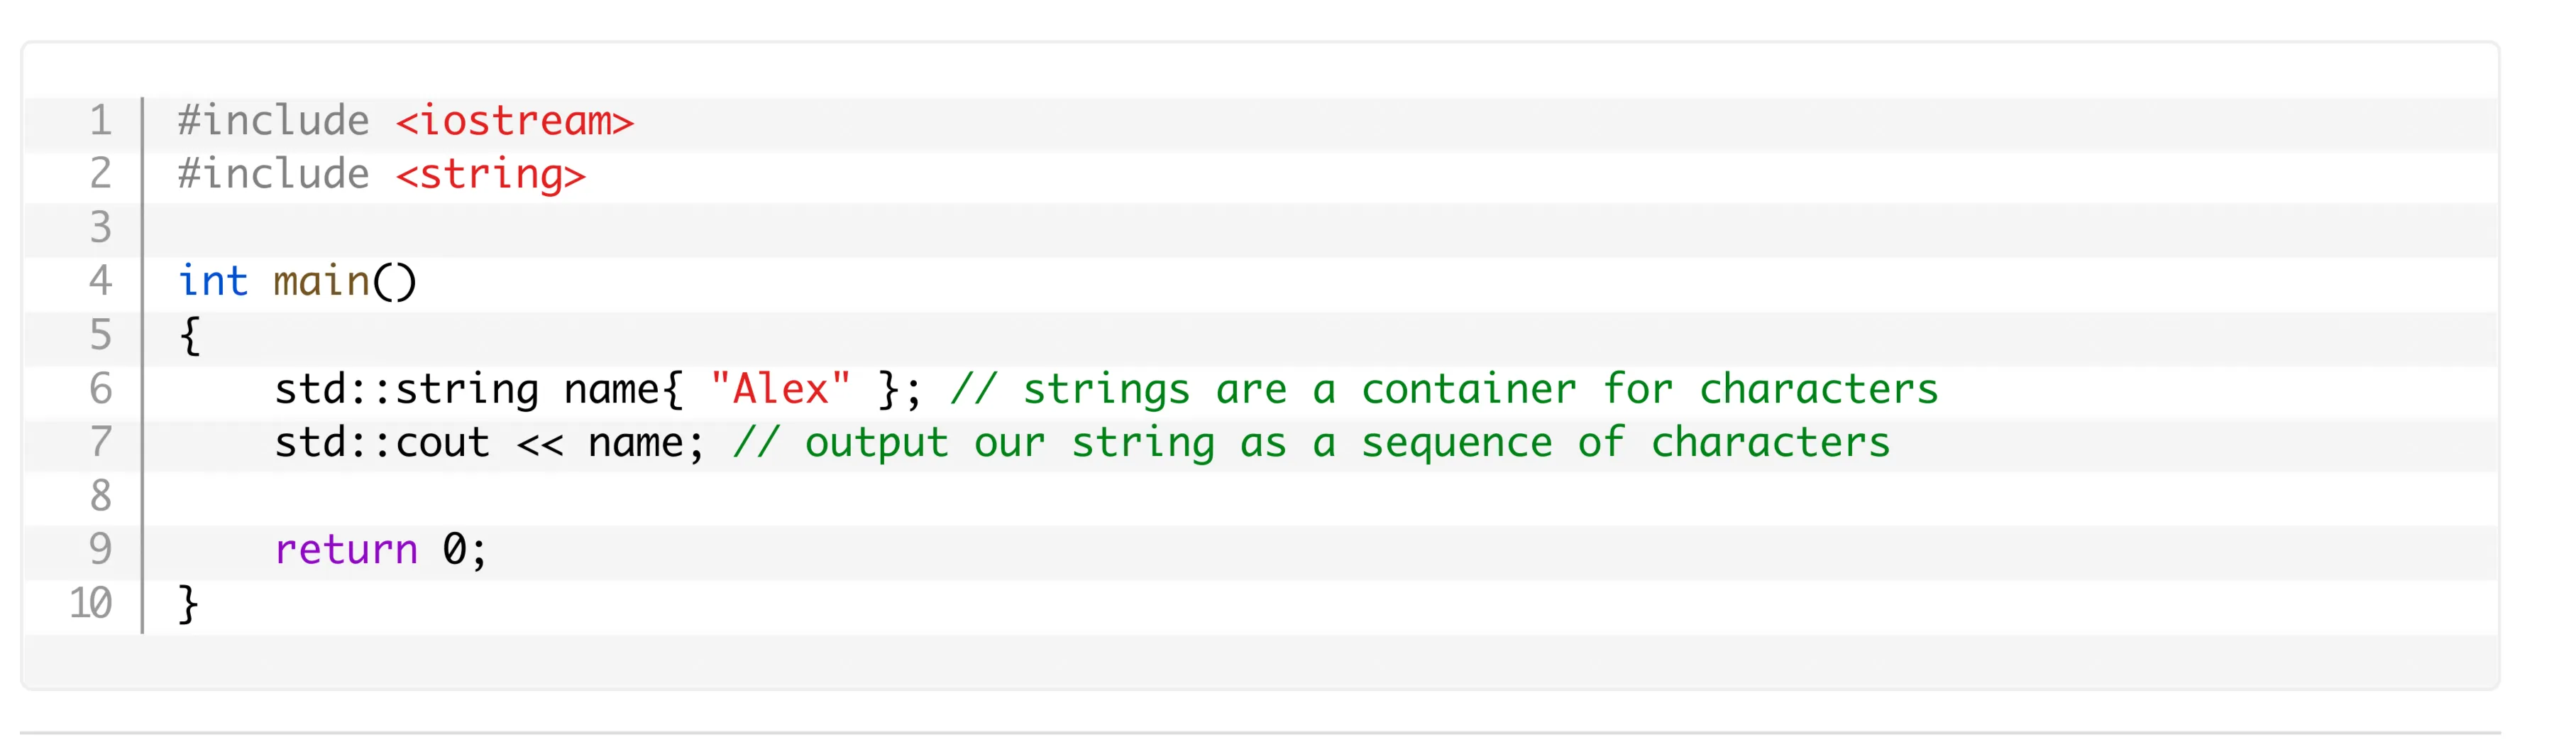 1 #include <iostream>
2 #include <string>
3
4 int main()
5 {
6     std::string name{ "Alex" }; // strings are a container for characters
7     std::cout << name; // output our string as a sequence of characters
8
9     return 0;
10 }